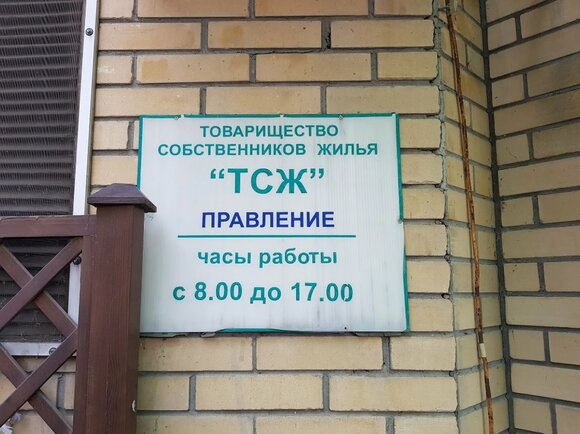 ТОВАРИЩЕСТВО
СОБСТВЕННИКОВ ЖИЛЬЯ
“ТСЖ”
ПРАВЛЕНИЕ
часы работы
с 8.00 до 17.00